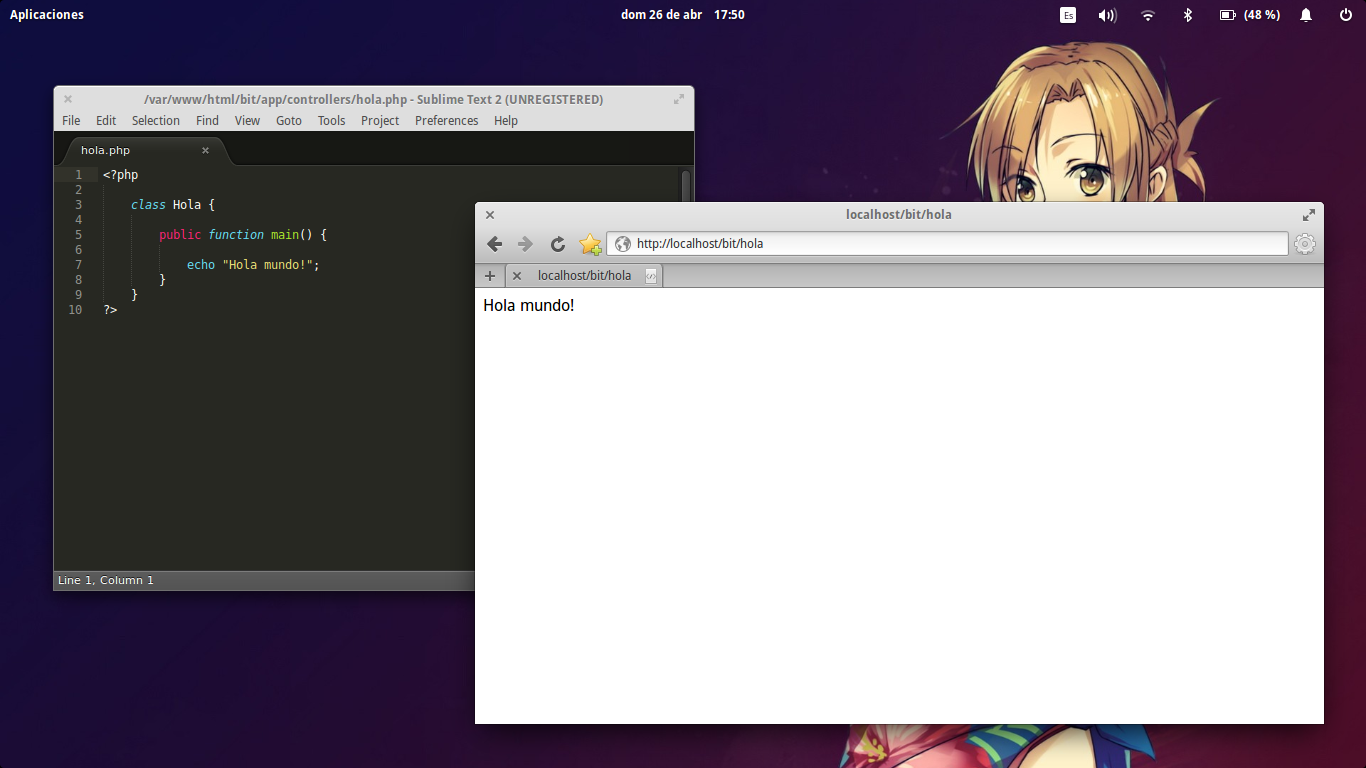 Aplicaciones
dom 26 de abr 17:50
Es
(48 %)
/var/www/html/bit/app/controllers/hola.php - Sublime Text 2 (UNREGISTERED)
File Edit Selection Find View Goto Tools Project Preferences Help
hola.php
1 <?php
2
3 class Hola {
4
5 public function main() {
6
7 echo "Hola mundo!";
8 }
9 }
10 ?>
Line 1, Column 1
localhost/bit/hola
http://localhost/bit/hola
localhost/bit/hola
Hola mundo!